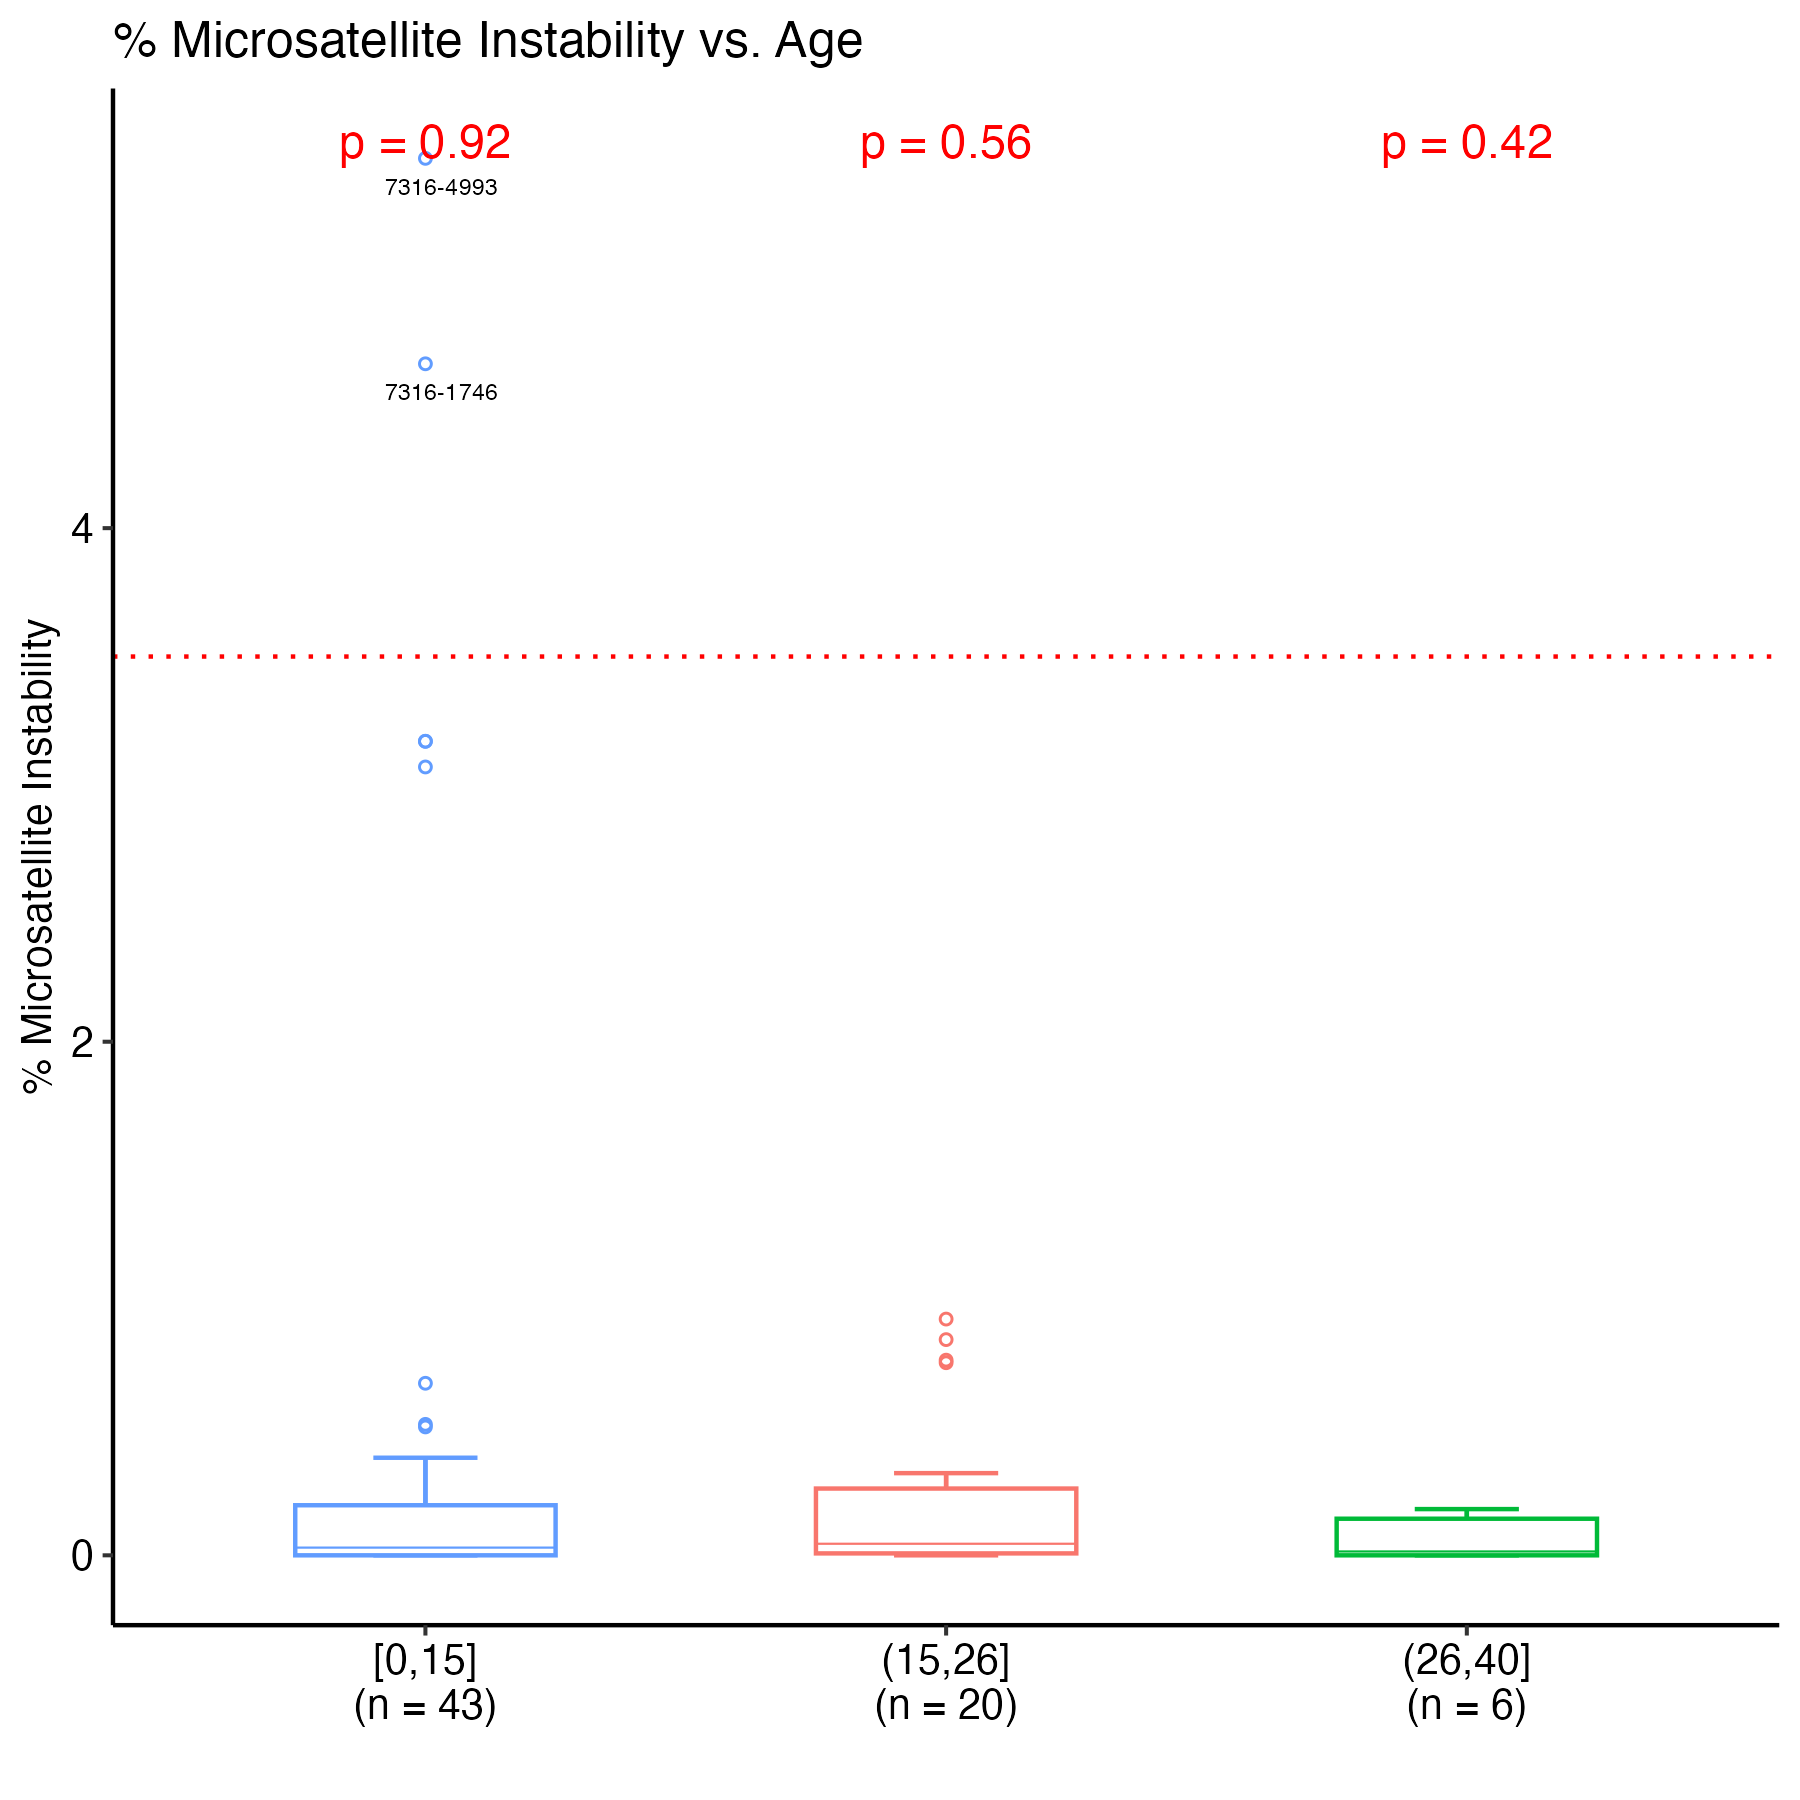 % Microsatellite Instability vs. Age
p = 0.92
p = 0.56
p = 0.42
7316-4993
7316-1746
4
2
0
% Microsatellite Instability
[0,15]
(n = 43)
(15,26]
(n = 20)
(26,40]
(n = 6)